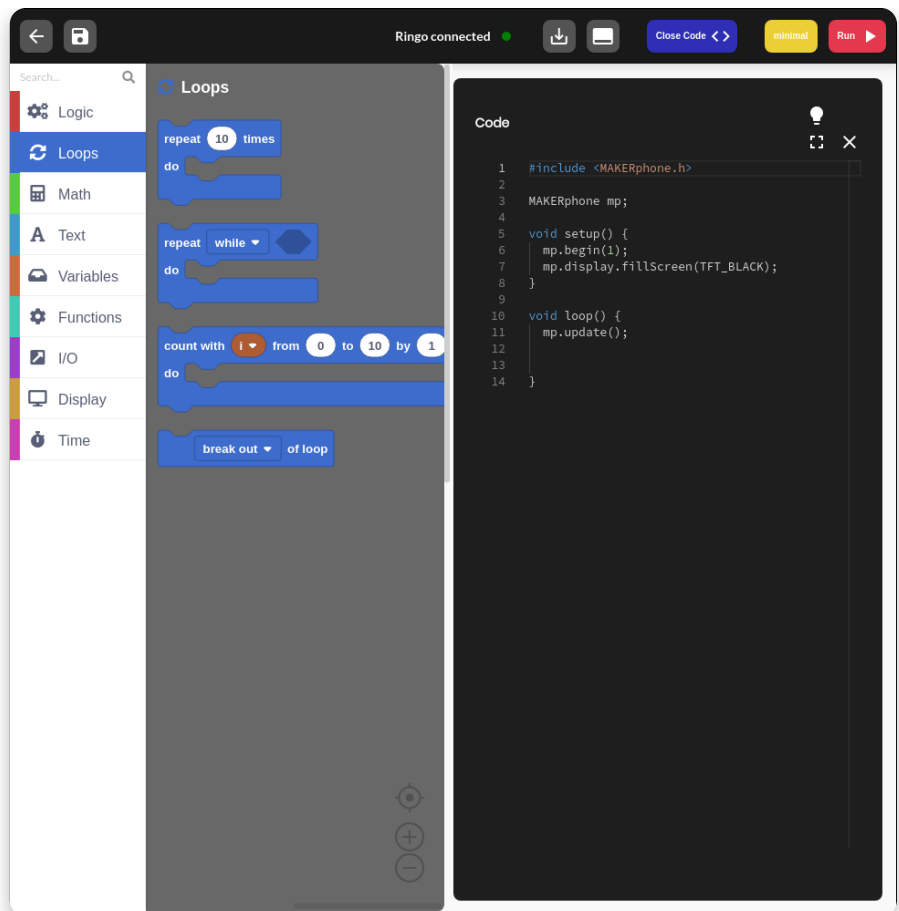 Ringo connected
Close Code
minimal
Run
Search...
Logic
Loops
Math
Text
Variables
Functions
I/O
Display
Time
Loops
repeat 10 times
do
repeat while
do
count with i from 0 to 10 by 1
do
break out of loop
Code
1 #include <MAKERphone.h>
2
3 MAKERphone mp;
4
5 void setup() {
6 mp.begin(1);
7 mp.display.fillScreen(TFT_BLACK);
8 }
9
10 void loop() {
11 mp.update();
12
13
14 }